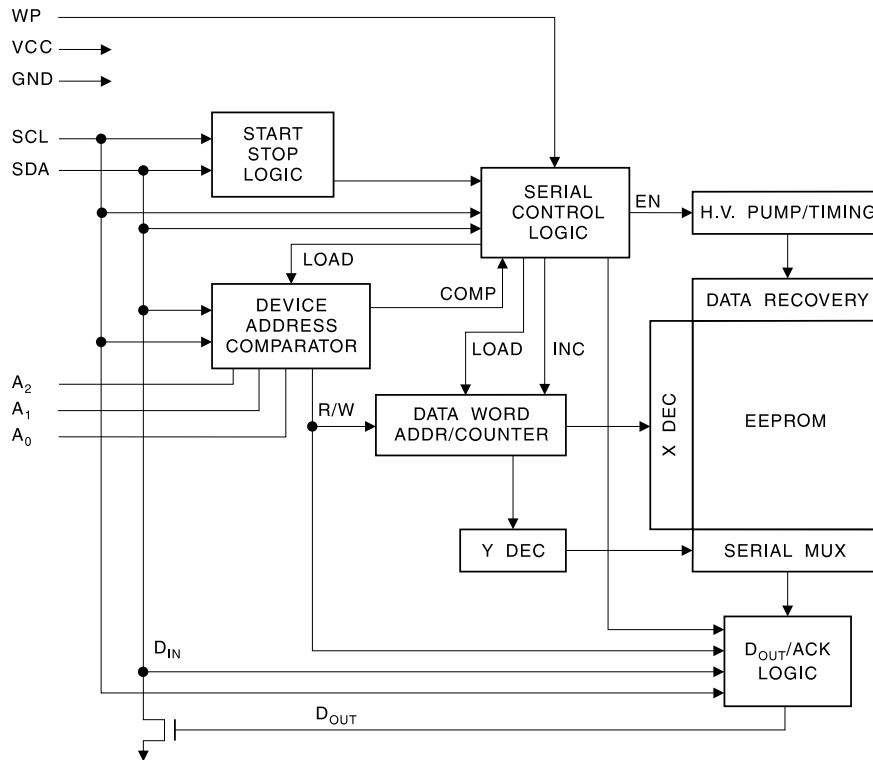 WP
VCC
GND
SCL
SDA
START
STOP
LOGIC
SERIAL
CONTROL
LOGIC
EN
H.V. PUMP/TIMING
LOAD
COMP
DEVICE
ADDRESS
COMPARATOR
DATA RECOVERY
LOAD
INC
A2
A1
A0
R/W
DATA WORD
ADDR/COUNTER
X DEC
EEPROM
Y DEC
SERIAL MUX
DIN
DOUT/ACK
LOGIC
DOUT